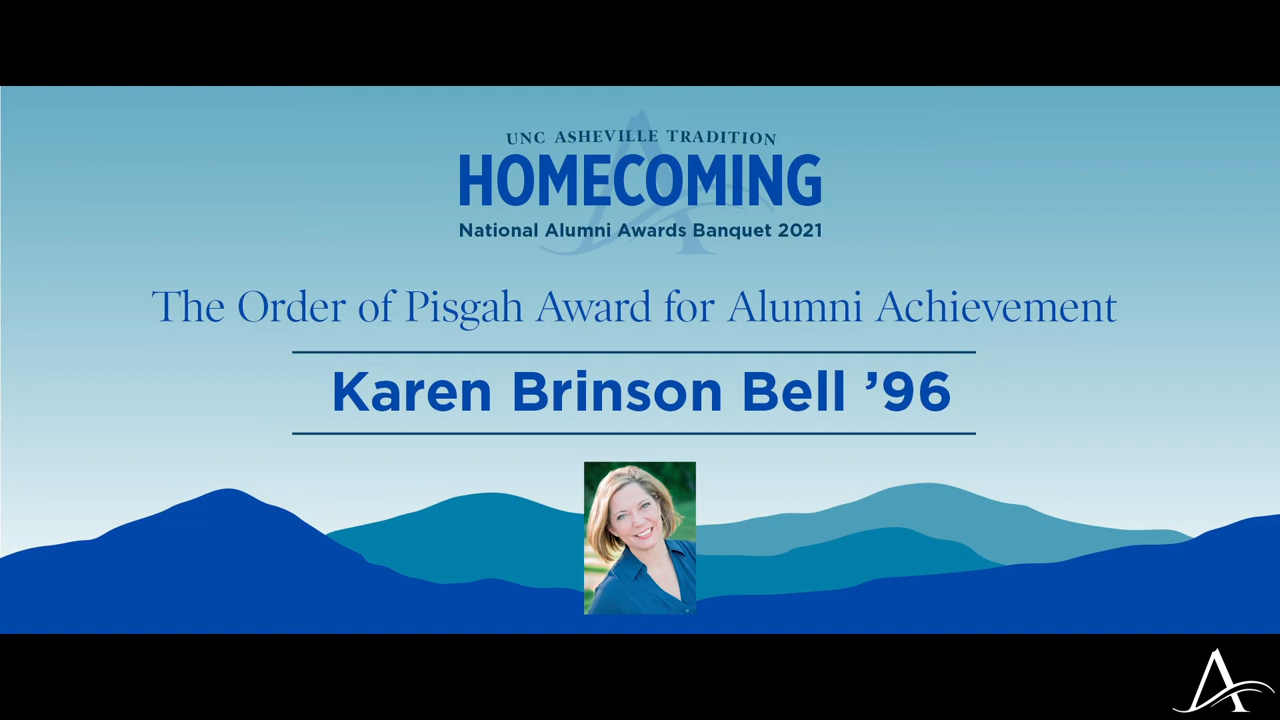 UNC ASHEVILLE TRADITION
HOMECOMING
National Alumni Awards Banquet 2021
The Order of Pisgah Award for Alumni Achievement
Karen Brinson Bell ’96
A